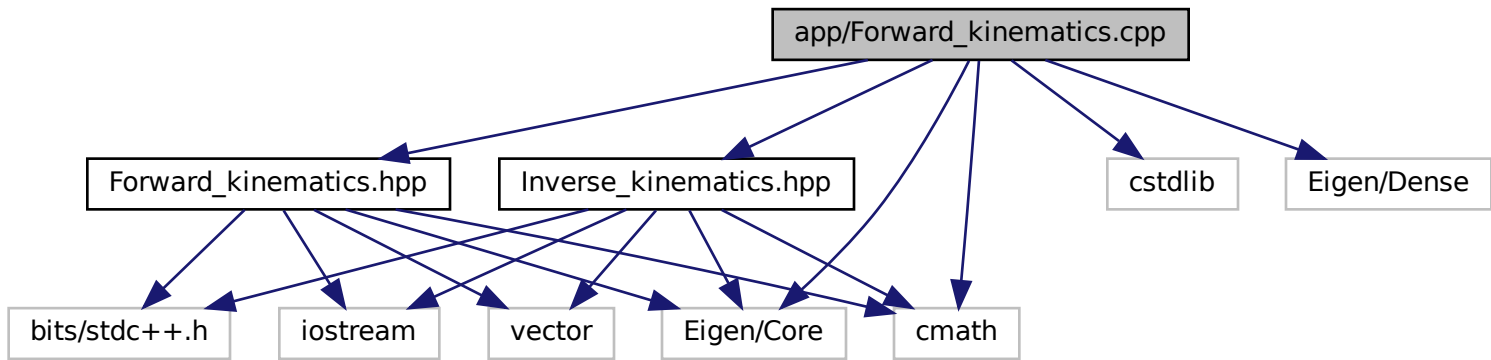 app/Forward_kinematics.cpp
Forward_kinematics.hpp
Inverse_kinematics.hpp
cstdlib
Eigen/Dense
bits/stdc++.h
iostream
vector
Eigen/Core
cmath